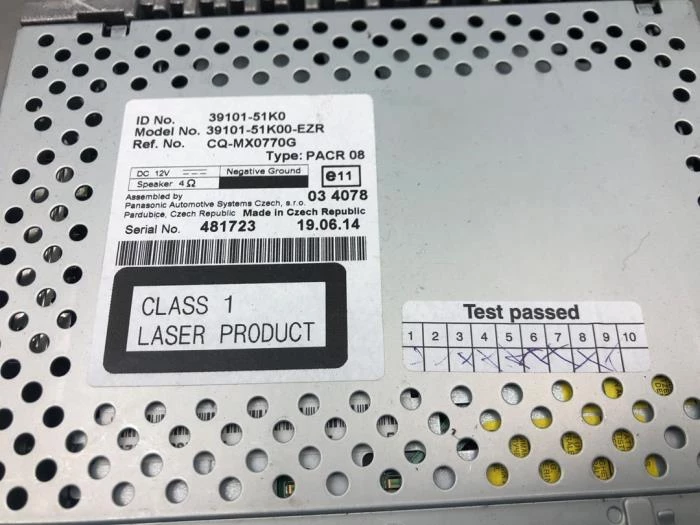 ID No. 39101-51K0
Model No. 39101-51K00-EZR
Ref. No. CQ-MX0770G
Type: PACR 08
DC 12V Negative Ground
Speaker 4Ω
e11
03 4078
Assembled by
Panasonic Automotive Systems Czech, s.r.o.
Pardubice, Czech Republic Made in Czech Republic
Serial No. 481723 19.06.14
CLASS 1
LASER PRODUCT
Test passed
1 2 3 4 5 6 7 8 9 10